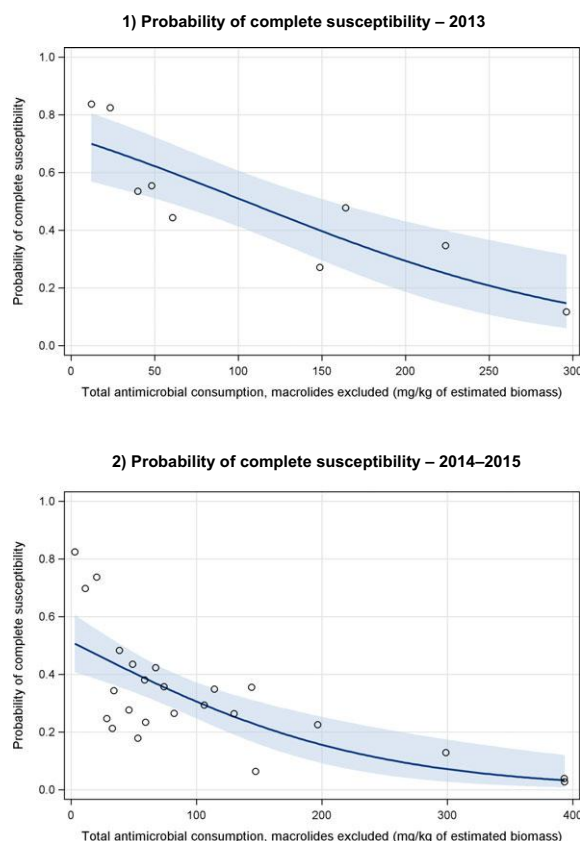 1) Probability of complete susceptibility – 2013
1.0
0.8
0.6
0.4
0.2
0.0
Probability of complete susceptibility
0 50 100 150 200 250 300
Total antimicrobial consumption, macrolides excluded (mg/kg of estimated biomass)
2) Probability of complete susceptibility – 2014–2015
1.0
0.8
0.6
0.4
0.2
0.0
Probability of complete susceptibility
0 100 200 300 400
Total antimicrobial consumption, macrolides excluded (mg/kg of estimated biomass)